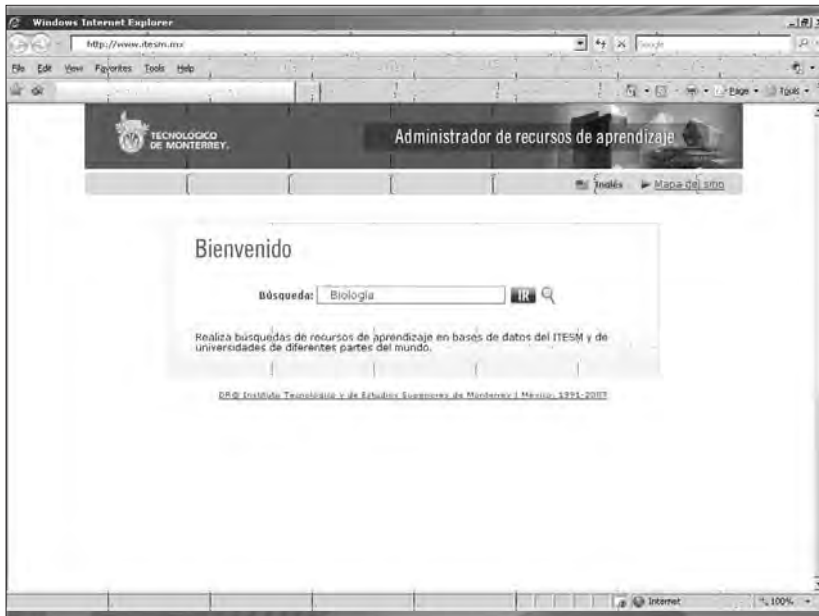 Windows Internet Explorer
http://www.itesm.mx
Google
File Edit View Favorites Tools Help
Page Tools
TECNOLÓGICO
DE MONTERREY.
Administrador de recursos de aprendizaje
Inglés Mapa del sitio
Bienvenido
Búsqueda: Biología IR
Realiza búsquedas de recursos de aprendizaje en bases de datos del ITESM y de
universidades de diferentes partes del mundo.
DR© Instituto Tecnológico y de Estudios Superiores de Monterrey | México. 1991-2007
Internet 100%